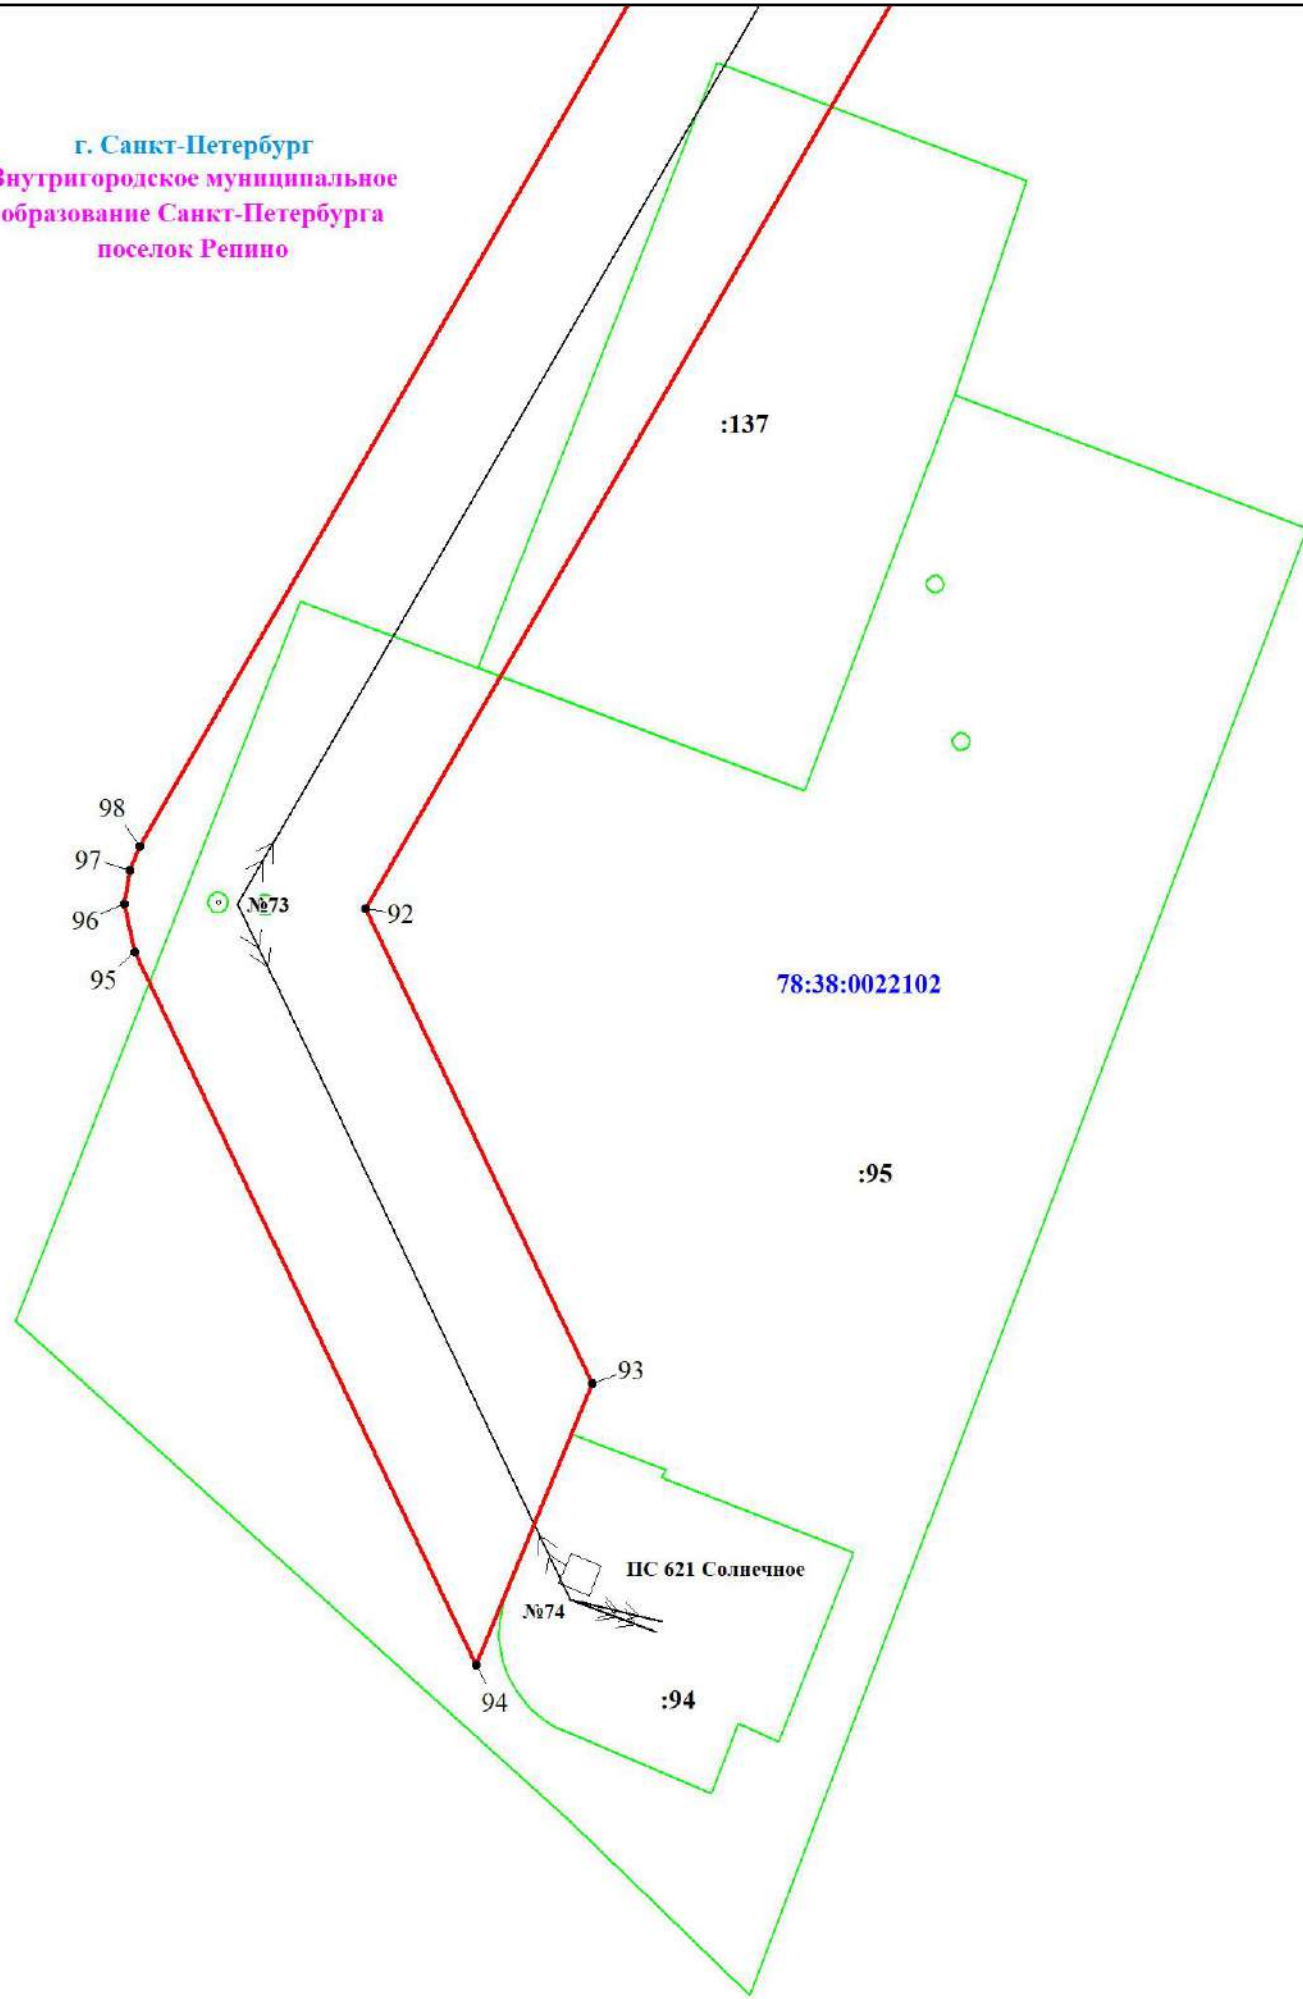 г. Санкт-Петербург
Внутригородское муниципальное
образование Санкт-Петербурга
поселок Репино
:137
98
97
№73
96
92
95
78:38:0022102
:95
93
ПС 621 Солнечное
№74
94
:94